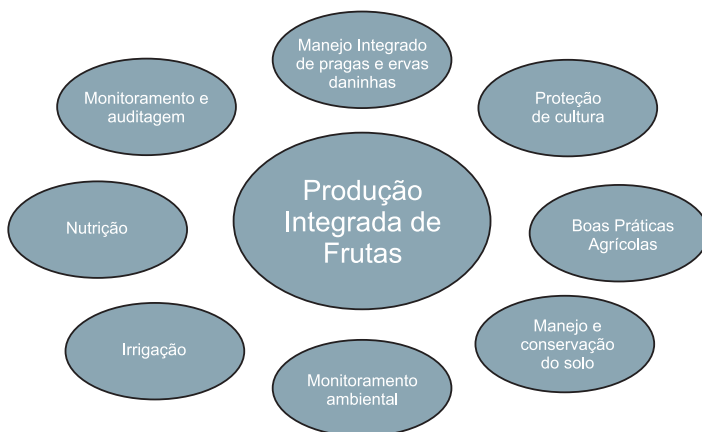 Manejo Integrado
de pragas e ervas
daninhas
Monitoramento e
auditagem
Proteção
de cultura
Produção
Integrada de
Frutas
Nutrição
Boas Práticas
Agrícolas
Irrigação
Manejo e
conservação
do solo
Monitoramento
ambiental